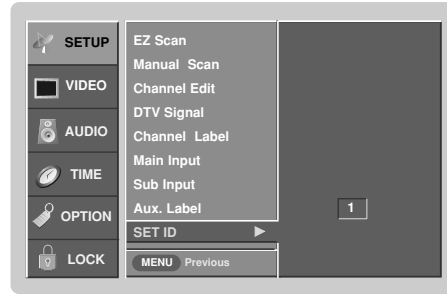 SETUP
VIDEO
AUDIO
TIME
OPTION
LOCK
EZ Scan
Manual Scan
Channel Edit
DTV Signal
Channel Label
Main Input
Sub Input
Aux. Label
SET ID ▶
1
MENU Previous